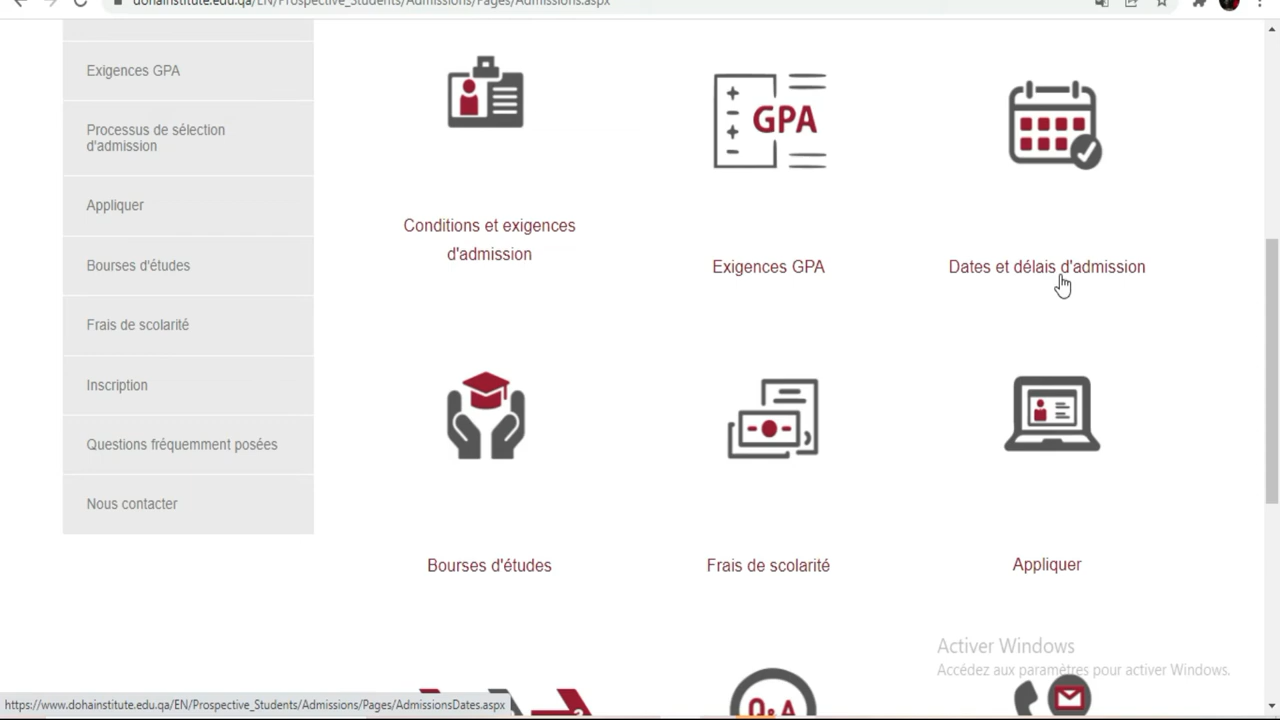 dohainstitute.edu.qa/EN/Prospective_Students/Admissions/Pages/Admissions.aspx
Exigences GPA
Processus de sélection
d'admission
Appliquer
Bourses d'études
Frais de scolarité
Inscription
Questions fréquemment posées
Nous contacter
GPA
Conditions et exigences
d'admission
Exigences GPA
Dates et délais d'admission
Bourses d'études
Frais de scolarité
Appliquer
Q&A
Activer Windows
Accédez aux paramètres pour activer Windows.
https://www.dohainstitute.edu.qa/EN/Prospective_Students/Admissions/Pages/AdmissionsDates.aspx